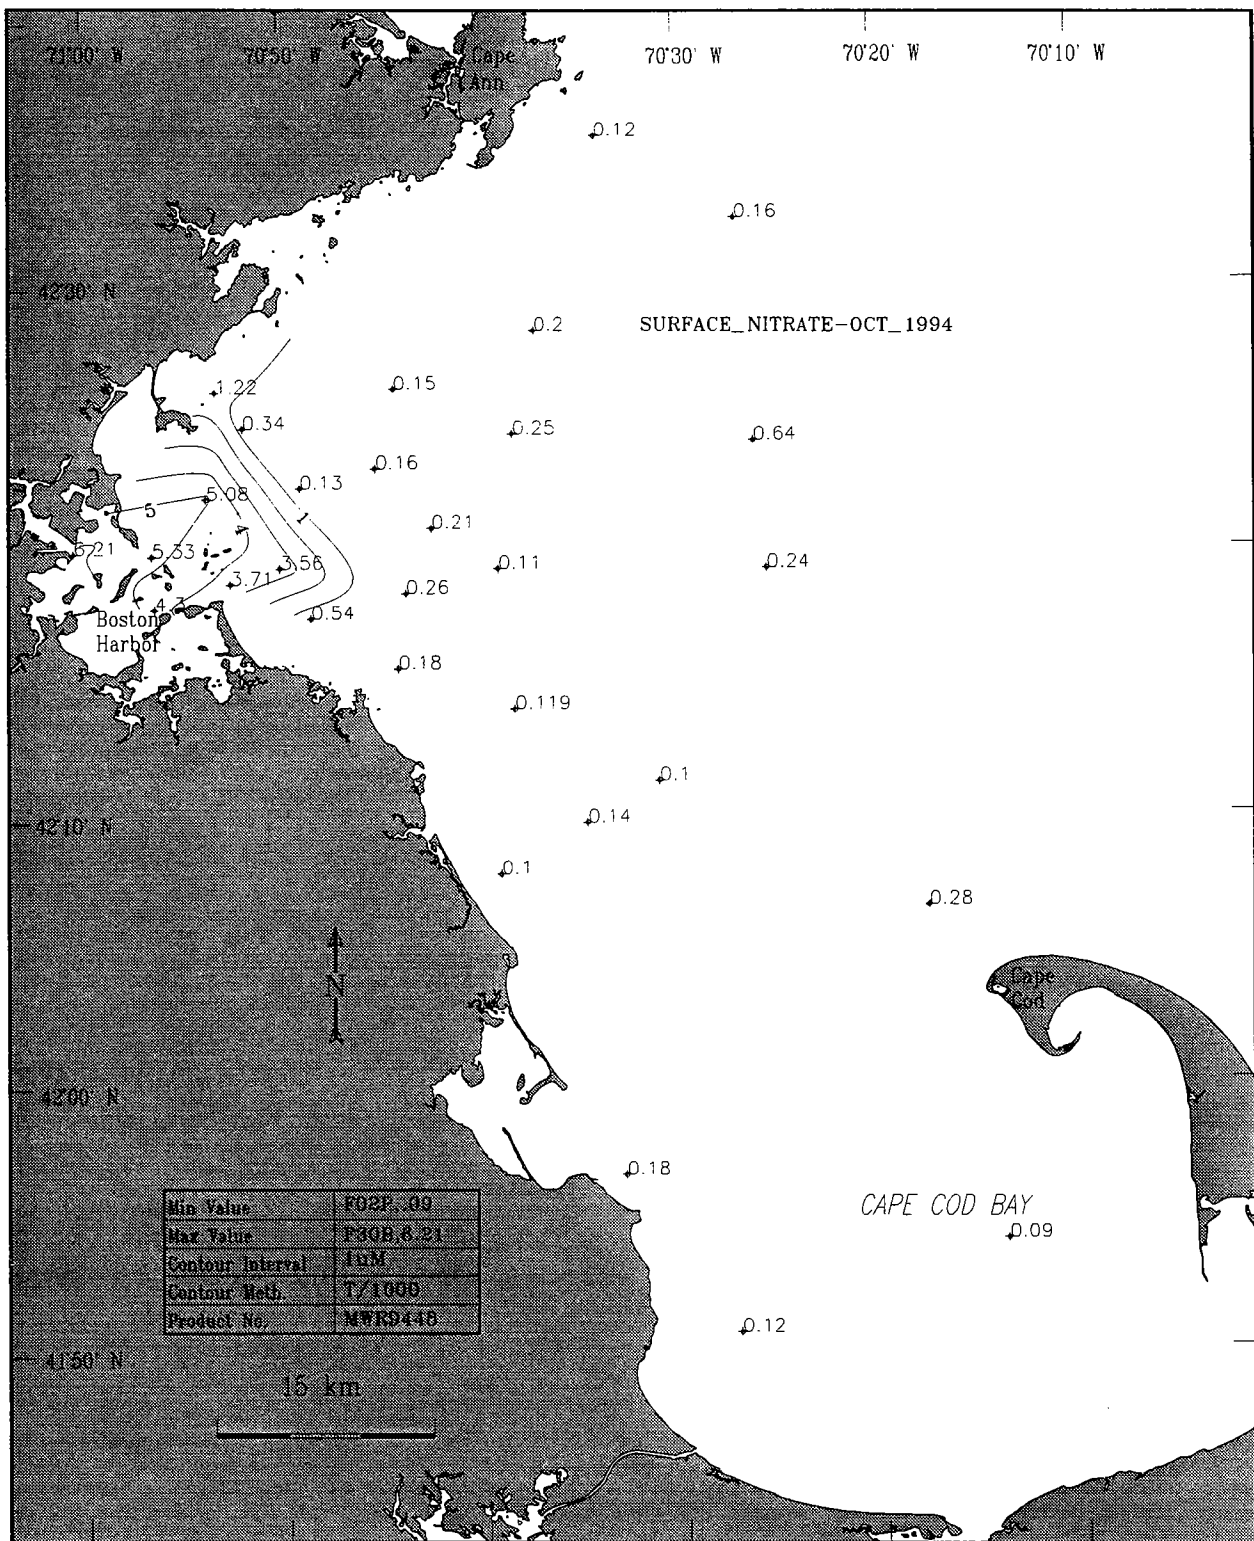 71°00' W
70°50' W
70°30' W
70°20' W
70°10' W
Cape
Ann
0.12
0.16
42°30' N
0.2
SURFACE_NITRATE-OCT_1994
0.15
1.22
0.34
0.25
0.64
0.16
0.13
5.08
5
1
0.21
4
6.21
5.33
3.56
0.11
0.24
3.71
0.26
4.7
0.54
Boston
Harbor
0.18
0.119
0.1
0.14
42°10' N
0.1
0.28
N
Cape
Cod
42°00' N
0.18
Min Value F02P,.09
Max Value P30B,6.21
Contour Interval 1uM
Contour Meth. T/1000
Product No. MWR9448
CAPE COD BAY
0.09
0.12
41°50' N
15 km